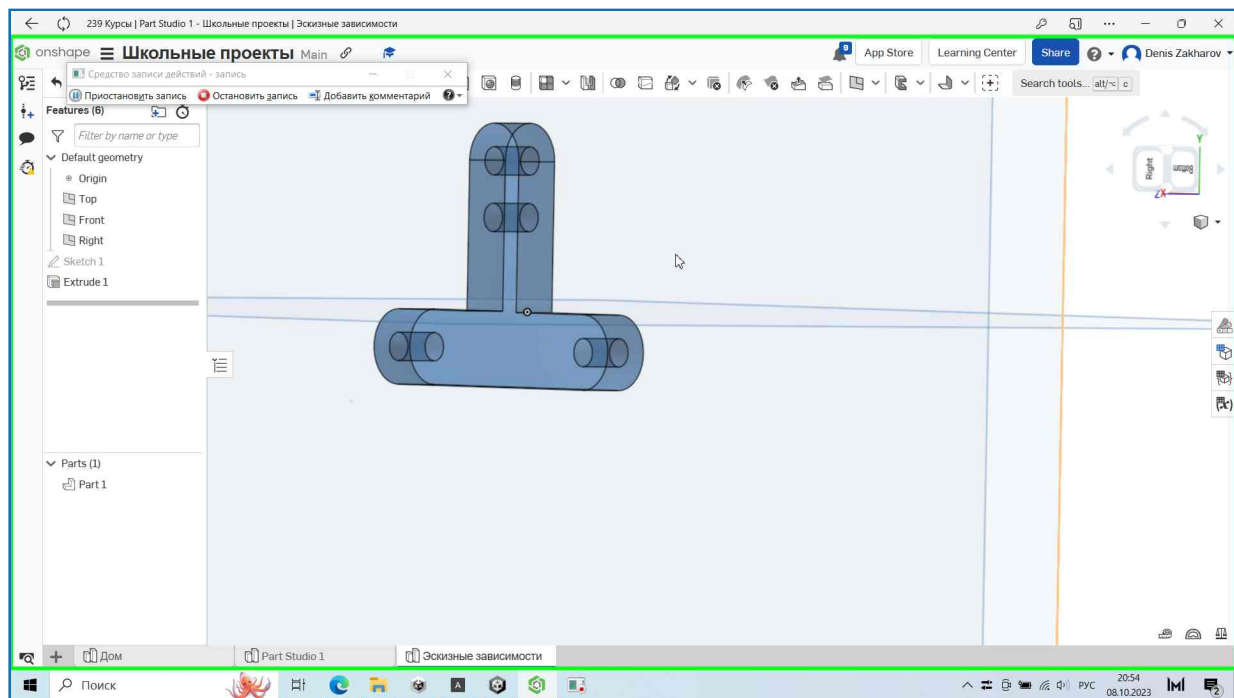 239 Курсы | Part Studio 1 - Школьные проекты | Эскизные зависимости
onshape Школьные проекты Main
9 App Store Learning Center Share Denis Zakharov
Средство записи действий - запись
Приостановить запись Остановить запись Добавить комментарий
Search tools... alt/⌥ c
Features (6)
Filter by name or type
Default geometry
Origin
Top
Front
Right
Sketch 1
Extrude 1
Right Bottom
Y
Z X
Parts (1)
Part 1
Дом Part Studio 1 Эскизные зависимости
Поиск
РУС 20:54
08.10.2023
2